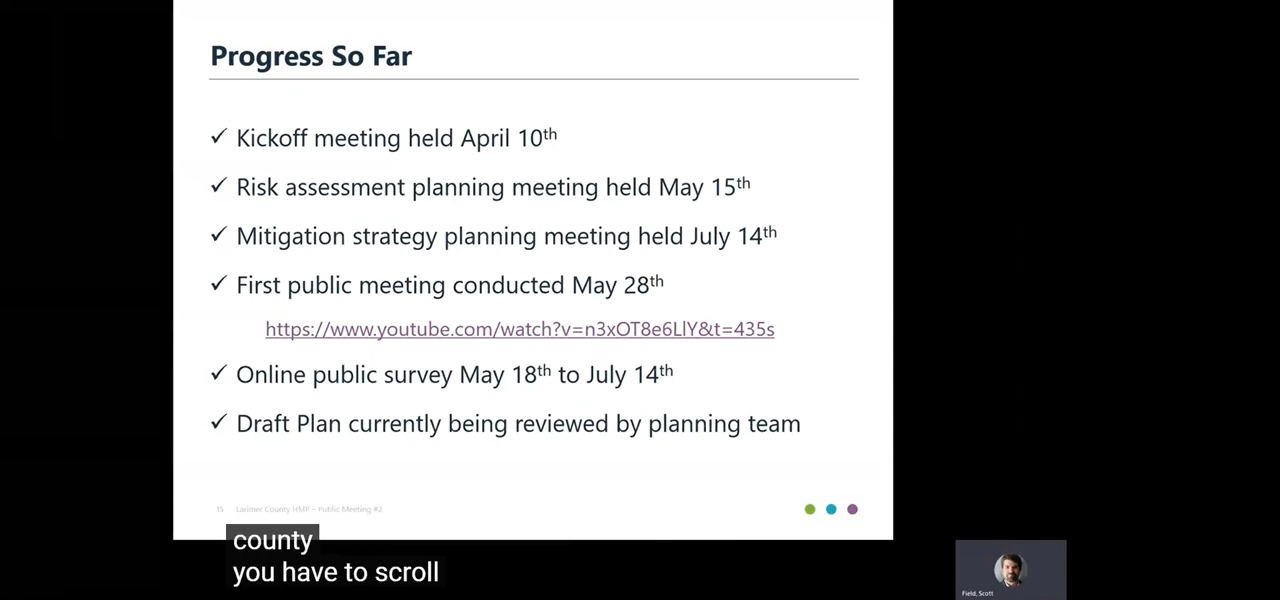 Progress So Far
✓ Kickoff meeting held April 10th
✓ Risk assessment planning meeting held May 15th
✓ Mitigation strategy planning meeting held July 14th
✓ First public meeting conducted May 28th
https://www.youtube.com/watch?v=n3xOT8e6LlY&t=435s
✓ Online public survey May 18th to July 14th
✓ Draft Plan currently being reviewed by planning team
15 Larimer County HMP – Public Meeting #2
county
you have to scroll
Field, Scott